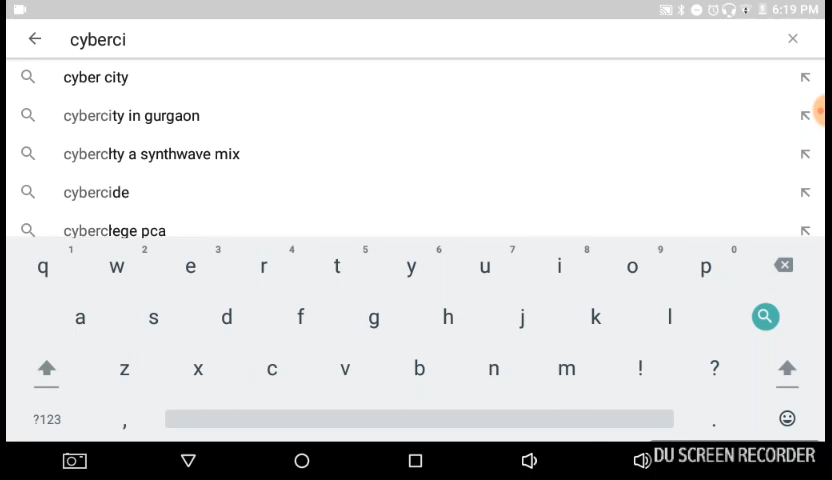 6:19 PM
cyberci
cyber city
cybercity in gurgaon
cybercity a synthwave mix
cybercide
cyberciege pca
1 2 3 4 5 6 7 8 9 0
q w e r t y u i o p
a s d f g h j k l
z x c v b n m ! ?
?123 , .
DU SCREEN RECORDER